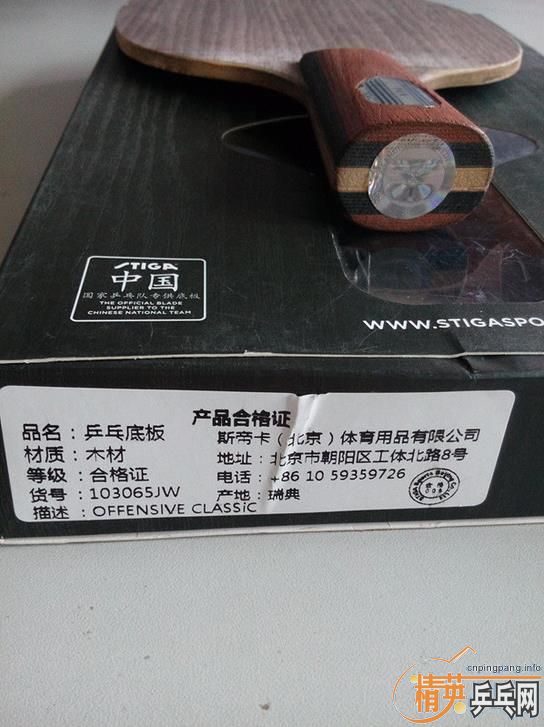 STIGA
中国
国家乒乓队专供底板
THE OFFICIAL BLADE
SUPPLIER TO THE
CHINESE NATIONAL TEAM
WWW.STIGASPO
产品合格证
品名：乒乓底板
材质：木材
等级：合格证
货号：103065JW
描述：OFFENSIVE CLASSiC
斯帝卡（北京）体育用品有限公司
地址：北京市朝阳区工体北路8号
电话：+86 10 59359726
产地：瑞典
cnpingpang.info
精英乒乓网